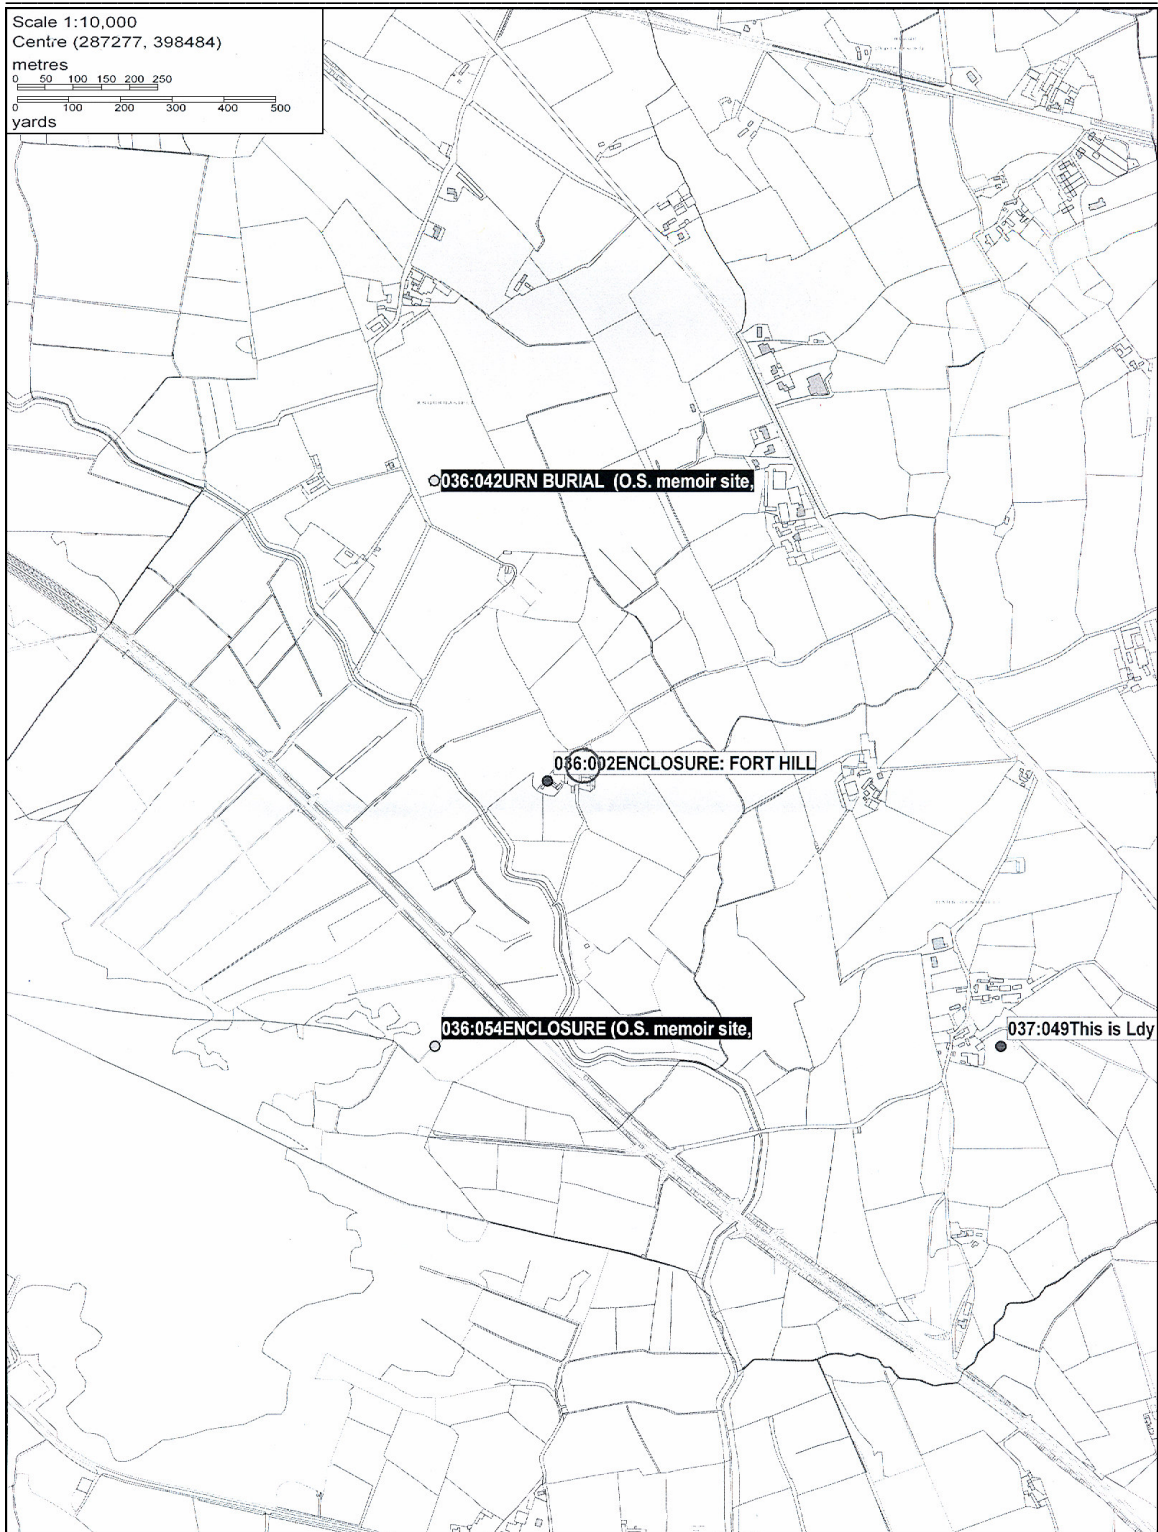 Scale 1:10,000
Centre (287277, 398484)
metres
0 50 100 150 200 250
0 100 200 300 400 500
yards
036:042URN BURIAL (O.S. memoir site,
036:002ENCLOSURE: FORT HILL
036:054ENCLOSURE (O.S. memoir site,
037:049This is Ldy